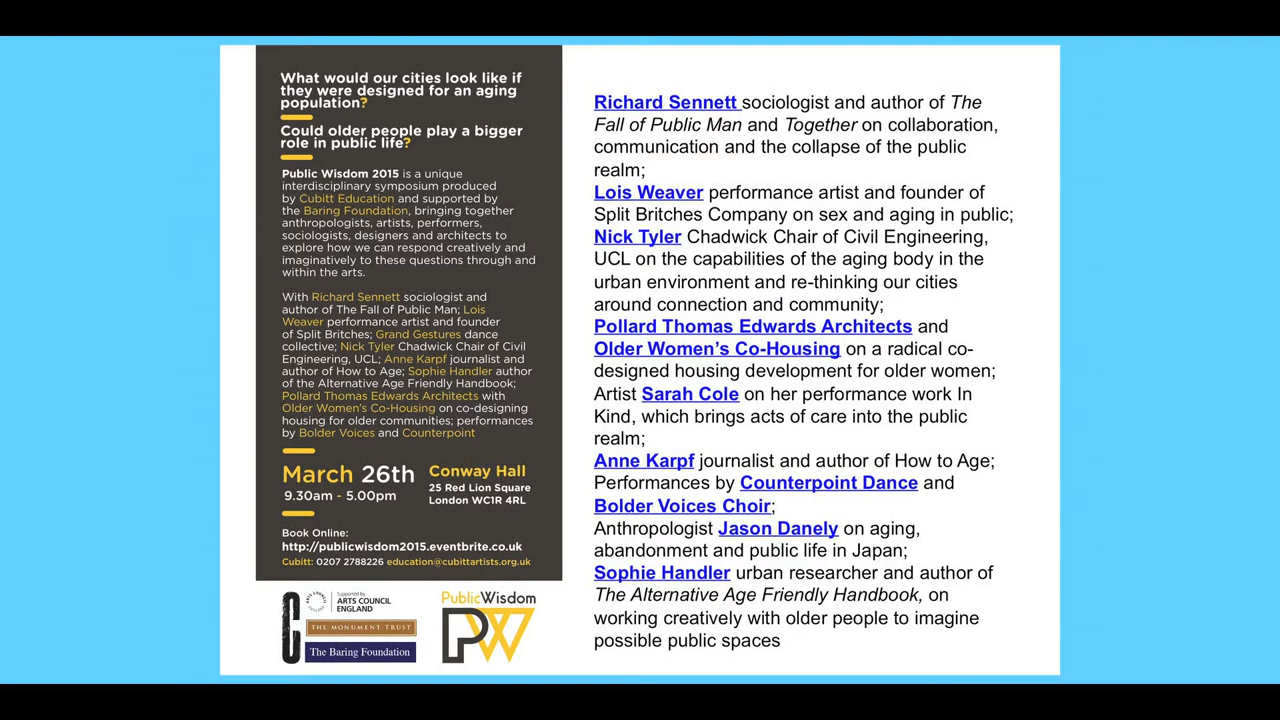 What would our cities look like if
they were designed for an aging
population?
Could older people play a bigger
role in public life?
Public Wisdom 2015 is a unique
interdisciplinary symposium produced
by Cubitt Education and supported by
the Baring Foundation, bringing together
anthropologists, artists, performers,
sociologists, designers and architects to
explore how we can respond creatively and
imaginatively to these questions through and
within the arts.
With Richard Sennett sociologist and
author of The Fall of Public Man; Lois
Weaver performance artist and founder
of Split Britches; Grand Gestures dance
collective; Nick Tyler Chadwick Chair of Civil
Engineering, UCL; Anne Karpf journalist and
author of How to Age; Sophie Handler author
of the Alternative Age Friendly Handbook;
Pollard Thomas Edwards Architects with
Older Women's Co-Housing on co-designing
housing for older communities; performances
by Bolder Voices and Counterpoint
March 26th
9.30am - 5.00pm
Conway Hall
25 Red Lion Square
London WC1R 4RL
Book Online:
http://publicwisdom2015.eventbrite.co.uk
Cubitt: 0207 2788226 education@cubittartists.org.uk
Supported by
ARTS COUNCIL
ENGLAND
THE MONUMENT TRUST
The Baring Foundation
PublicWisdom
PW
Richard Sennett sociologist and author of The
Fall of Public Man and Together on collaboration,
communication and the collapse of the public
realm;
Lois Weaver performance artist and founder of
Split Britches Company on sex and aging in public;
Nick Tyler Chadwick Chair of Civil Engineering,
UCL on the capabilities of the aging body in the
urban environment and re-thinking our cities
around connection and community;
Pollard Thomas Edwards Architects and
Older Women's Co-Housing on a radical co-
designed housing development for older women;
Artist Sarah Cole on her performance work In
Kind, which brings acts of care into the public
realm;
Anne Karpf journalist and author of How to Age;
Performances by Counterpoint Dance and
Bolder Voices Choir;
Anthropologist Jason Danely on aging,
abandonment and public life in Japan;
Sophie Handler urban researcher and author of
The Alternative Age Friendly Handbook, on
working creatively with older people to imagine
possible public spaces